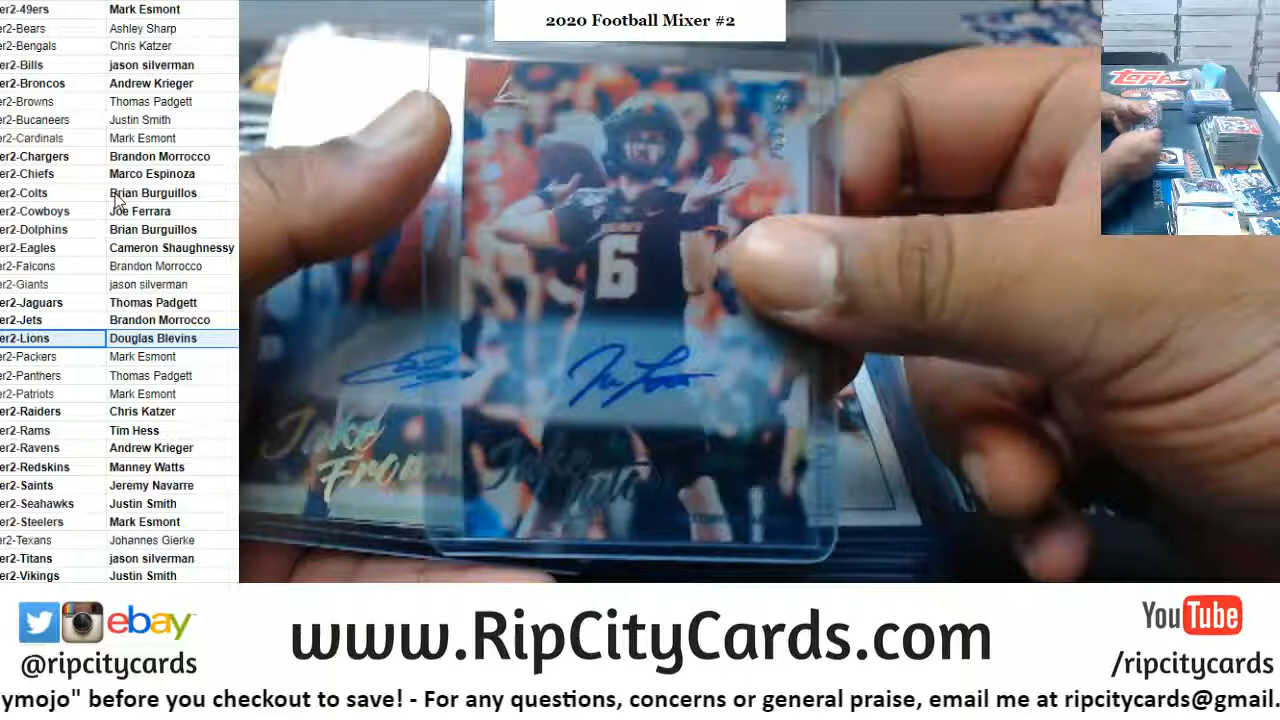 2020 Football Mixer #2
er2-49ers Mark Esmont
er2-Bears Ashley Sharp
er2-Bengals Chris Katzer
er2-Bills jason silverman
er2-Broncos Andrew Krieger
er2-Browns Thomas Padgett
er2-Bucaneers Justin Smith
er2-Cardinals Mark Esmont
er2-Chargers Brandon Morrocco
er2-Chiefs Marco Espinoza
er2-Colts Brian Burguillos
er2-Cowboys Joe Ferrara
er2-Dolphins Brian Burguillos
er2-Eagles Cameron Shaughnessy
er2-Falcons Brandon Morrocco
er2-Giants jason silverman
er2-Jaguars Thomas Padgett
er2-Jets Brandon Morrocco
er2-Lions Douglas Blevins
er2-Packers Mark Esmont
er2-Panthers Thomas Padgett
er2-Patriots Mark Esmont
er2-Raiders Chris Katzer
er2-Rams Tim Hess
er2-Ravens Andrew Krieger
er2-Redskins Manney Watts
er2-Saints Jeremy Navarre
er2-Seahawks Justin Smith
er2-Steelers Mark Esmont
er2-Texans Johannes Gierke
er2-Titans jason silverman
er2-Vikings Justin Smith
6
Jake
From
Jake
TOPPS
ebay
@ripcitycards
www.RipCityCards.com
YouTube
/ripcitycards
ymojo" before you checkout to save! - For any questions, concerns or general praise, email me at ripcitycards@gmail.